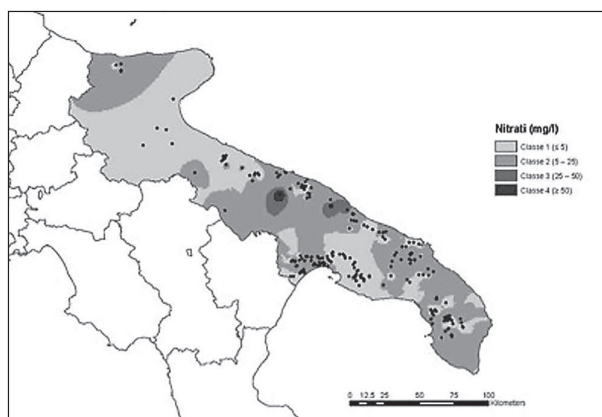 Nitrati (mg/l)
Classe 1 (≤ 5)
Classe 2 (5 – 25)
Classe 3 (25 – 50)
Classe 4 (≥ 50)
0 12.5 25 50 75 100
Kilometers